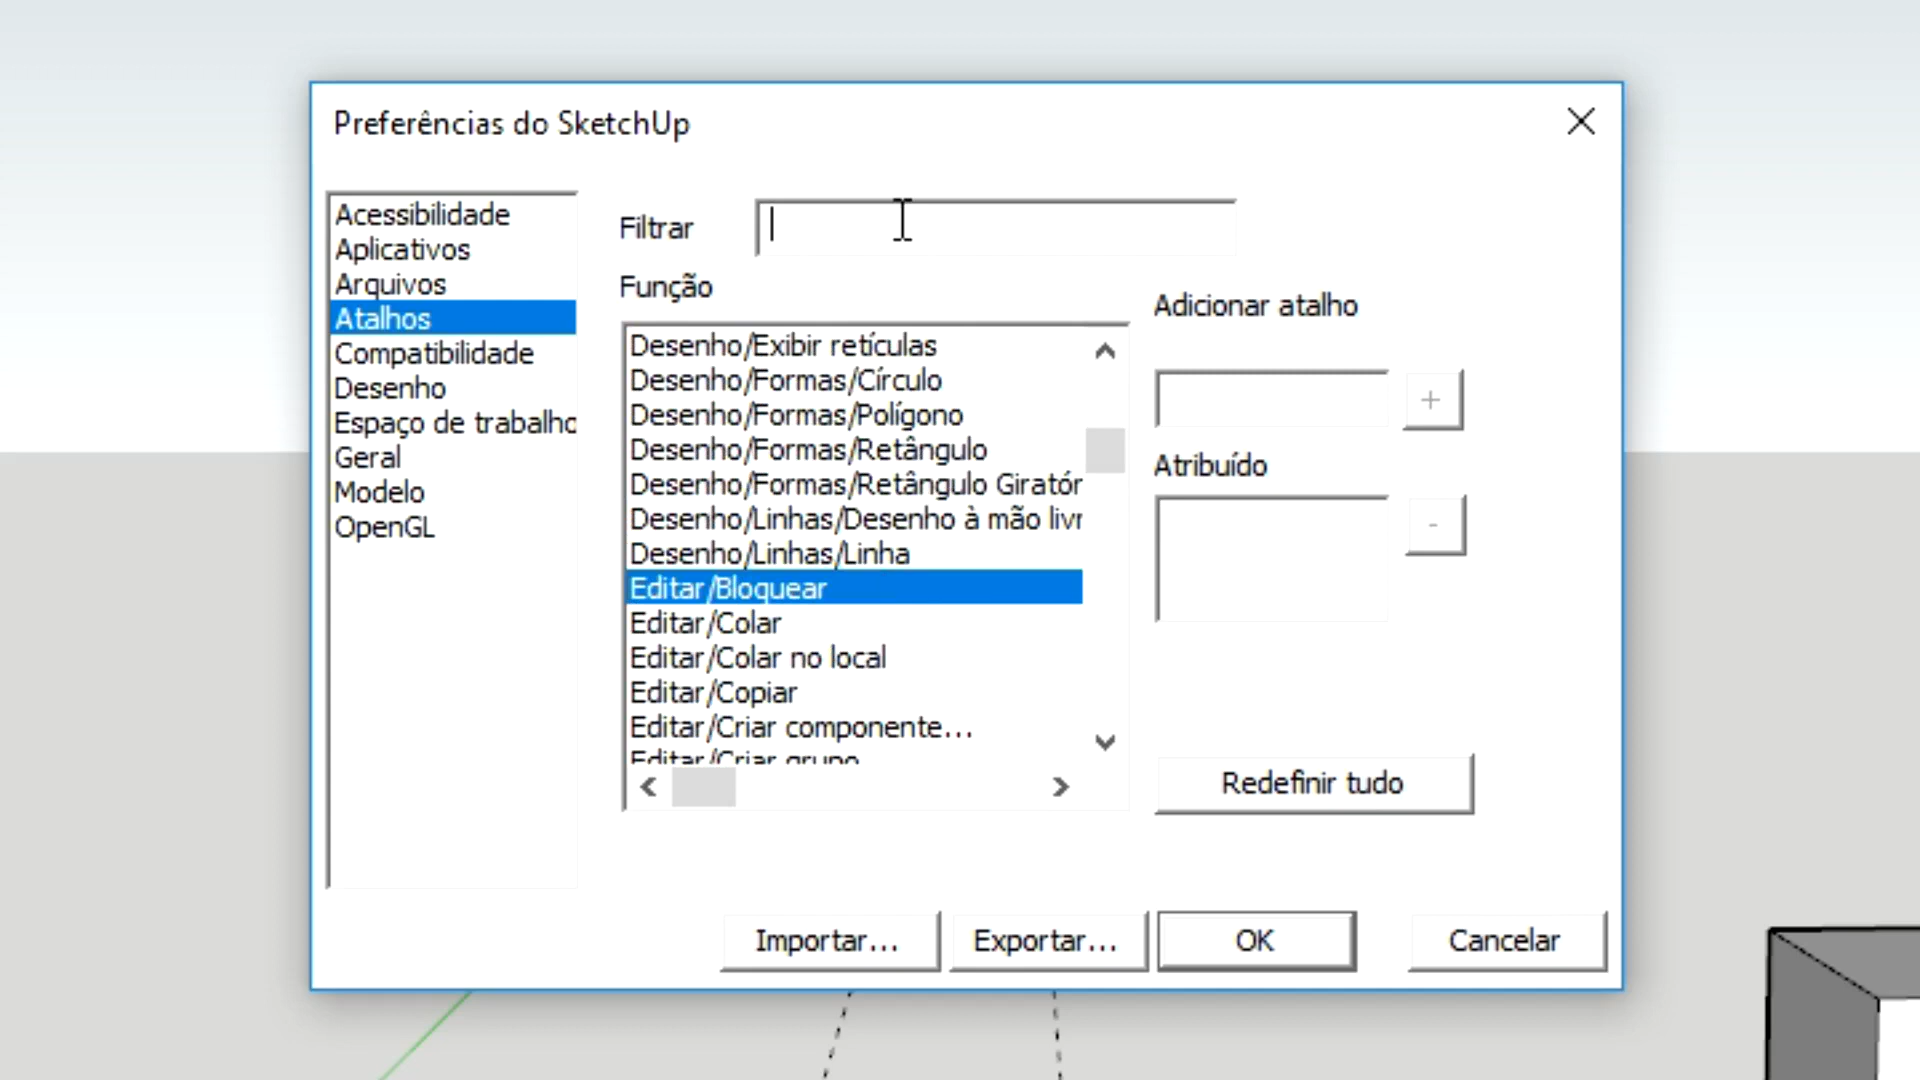 Preferências do SketchUp
Acessibilidade
Aplicativos
Arquivos
Atalhos
Compatibilidade
Desenho
Espaço de trabalho
Geral
Modelo
OpenGL
Filtrar
Função
Desenho/Exibir retículas
Desenho/Formas/Círculo
Desenho/Formas/Polígono
Desenho/Formas/Retângulo
Desenho/Formas/Retângulo Giratór
Desenho/Linhas/Desenho à mão livr
Desenho/Linhas/Linha
Editar/Bloquear
Editar/Colar
Editar/Colar no local
Editar/Copiar
Editar/Criar componente...
Editar/Criar grupo
Adicionar atalho
+
Atribuído
-
Redefinir tudo
Importar...
Exportar...
OK
Cancelar